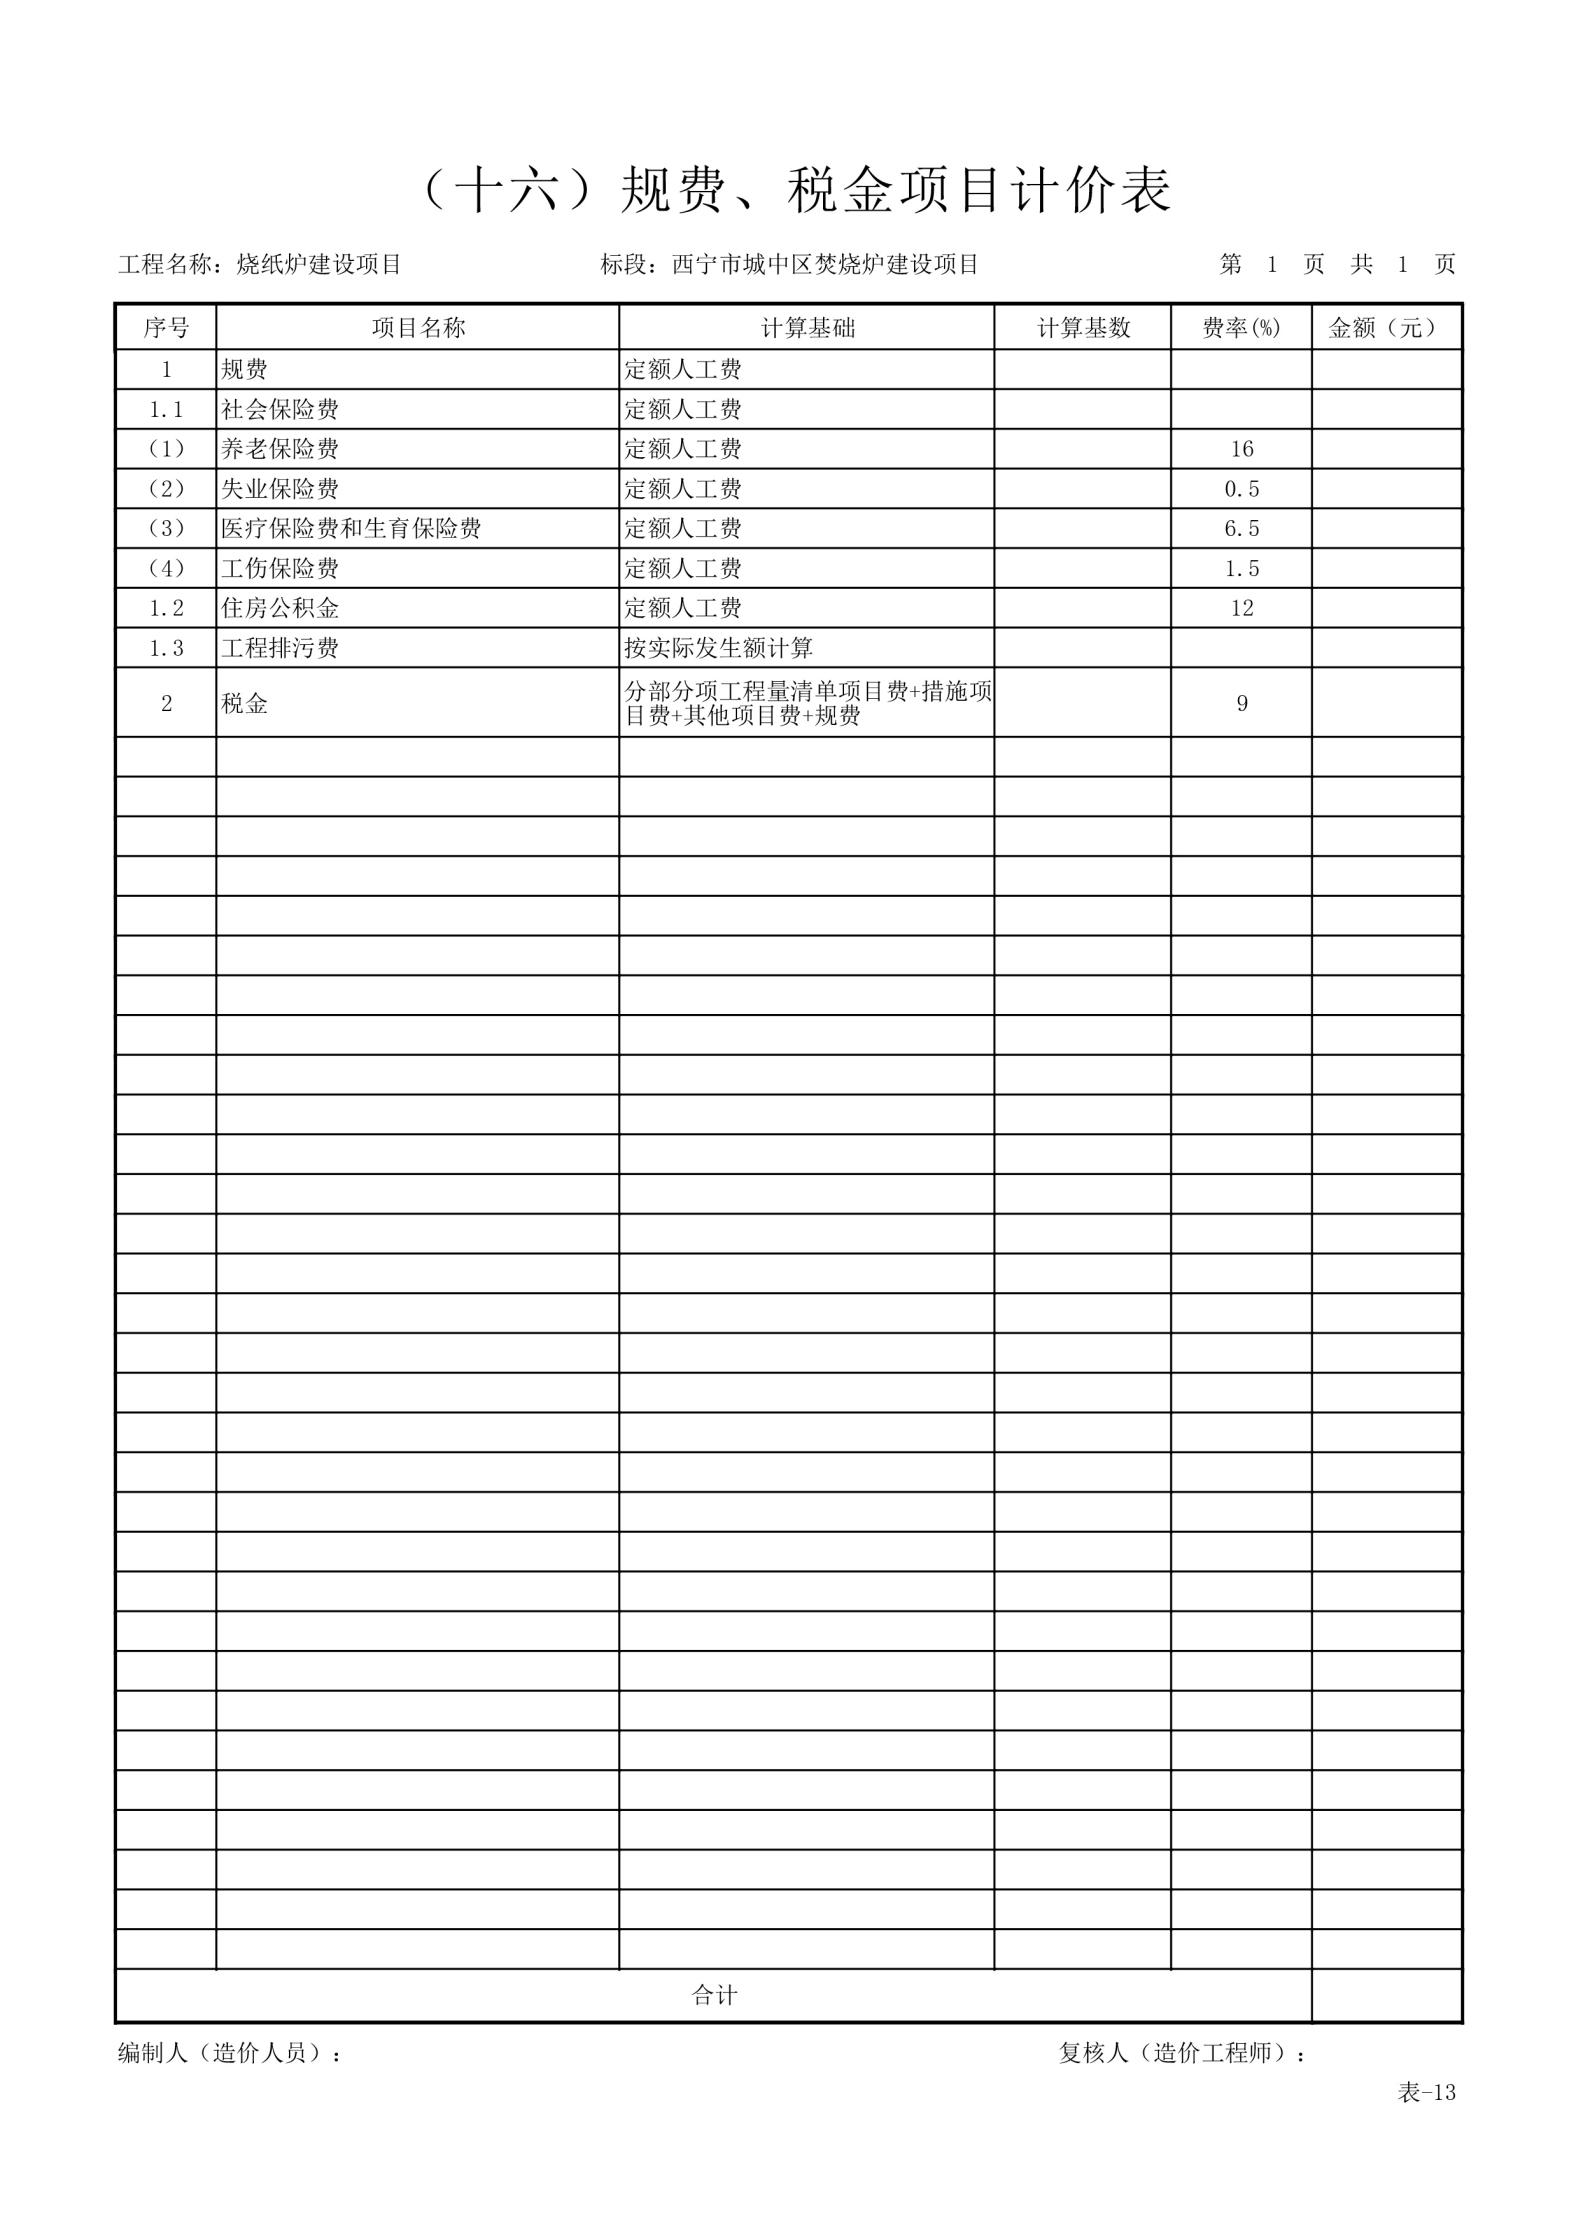 （十六）规费、税金项目计价表
工程名称：烧纸炉建设项目 标段：西宁市城中区焚烧炉建设项目 第 1 页 共 1 页
序号 项目名称 计算基础 计算基数 费率(%) 金额（元）
1 规费 定额人工费
1.1 社会保险费 定额人工费
（1） 养老保险费 定额人工费 16
（2） 失业保险费 定额人工费 0.5
（3） 医疗保险费和生育保险费 定额人工费 6.5
（4） 工伤保险费 定额人工费 1.5
1.2 住房公积金 定额人工费 12
1.3 工程排污费 按实际发生额计算
2 税金 分部分项工程量清单项目费+措施项 9
目费+其他项目费+规费
合计
编制人（造价人员）： 复核人（造价工程师）：
表-13